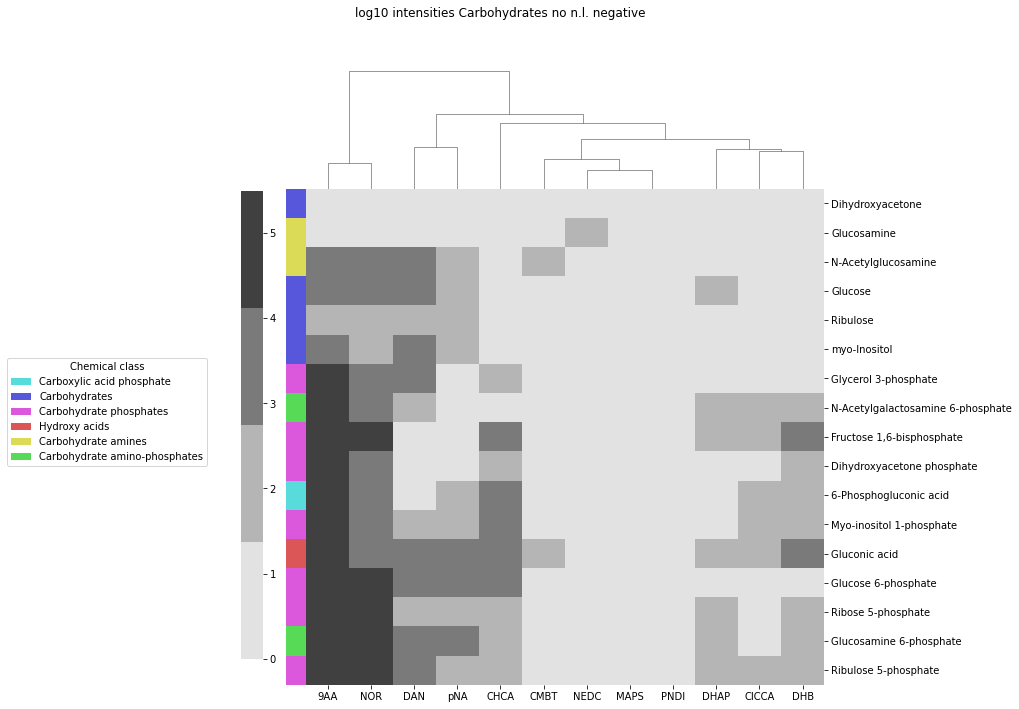 log10 intensities Carbohydrates no n.l. negative
5
4
3
2
1
0
Chemical class
Carboxylic acid phosphate
Carbohydrates
Carbohydrate phosphates
Hydroxy acids
Carbohydrate amines
Carbohydrate amino-phosphates
Dihydroxyacetone
Glucosamine
N-Acetylglucosamine
Glucose
Ribulose
myo-Inositol
Glycerol 3-phosphate
N-Acetylgalactosamine 6-phosphate
Fructose 1,6-bisphosphate
Dihydroxyacetone phosphate
6-Phosphogluconic acid
Myo-inositol 1-phosphate
Gluconic acid
Glucose 6-phosphate
Ribose 5-phosphate
Glucosamine 6-phosphate
Ribulose 5-phosphate
9AA NOR DAN pNA CHCA CMBT NEDC MAPS PNDI DHAP ClCCA DHB